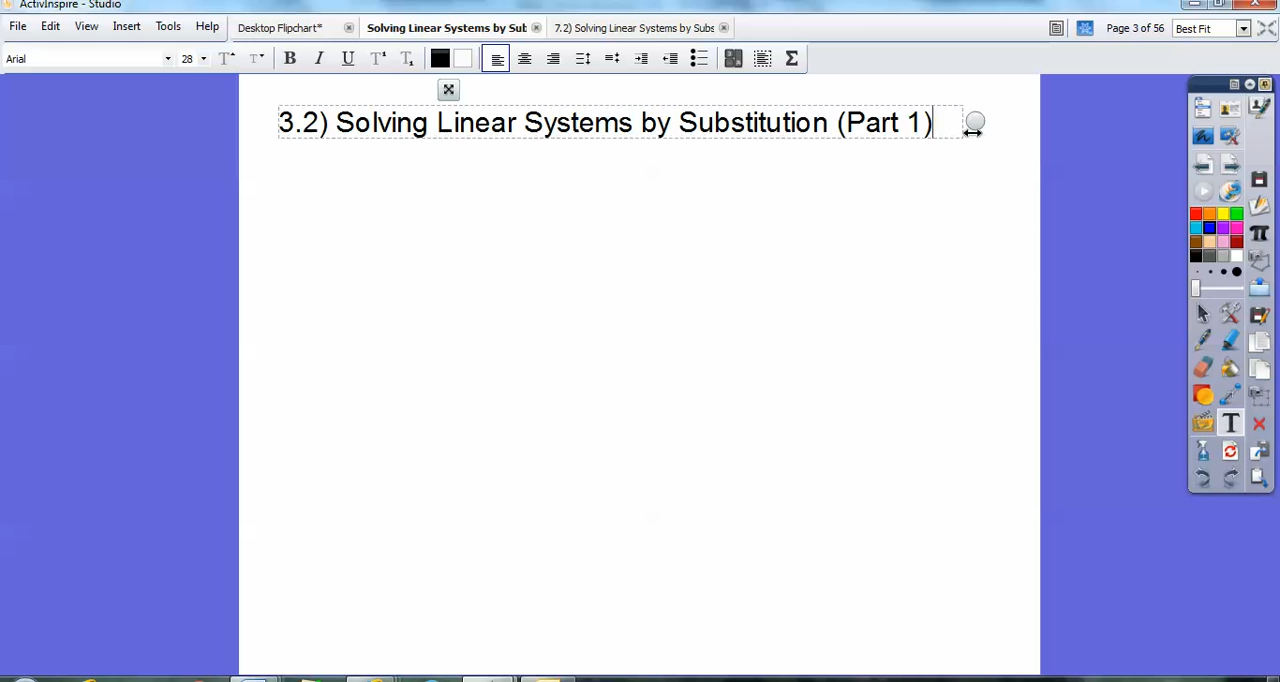 ActivInspire - Studio
File Edit View Insert Tools Help Desktop Flipchart* Solving Linear Systems by Sub 7.2) Solving Linear Systems by Subs Page 3 of 56 Best Fit
Arial 28 T T B I U T¹ T₁ Σ
3.2) Solving Linear Systems by Substitution (Part 1)
T